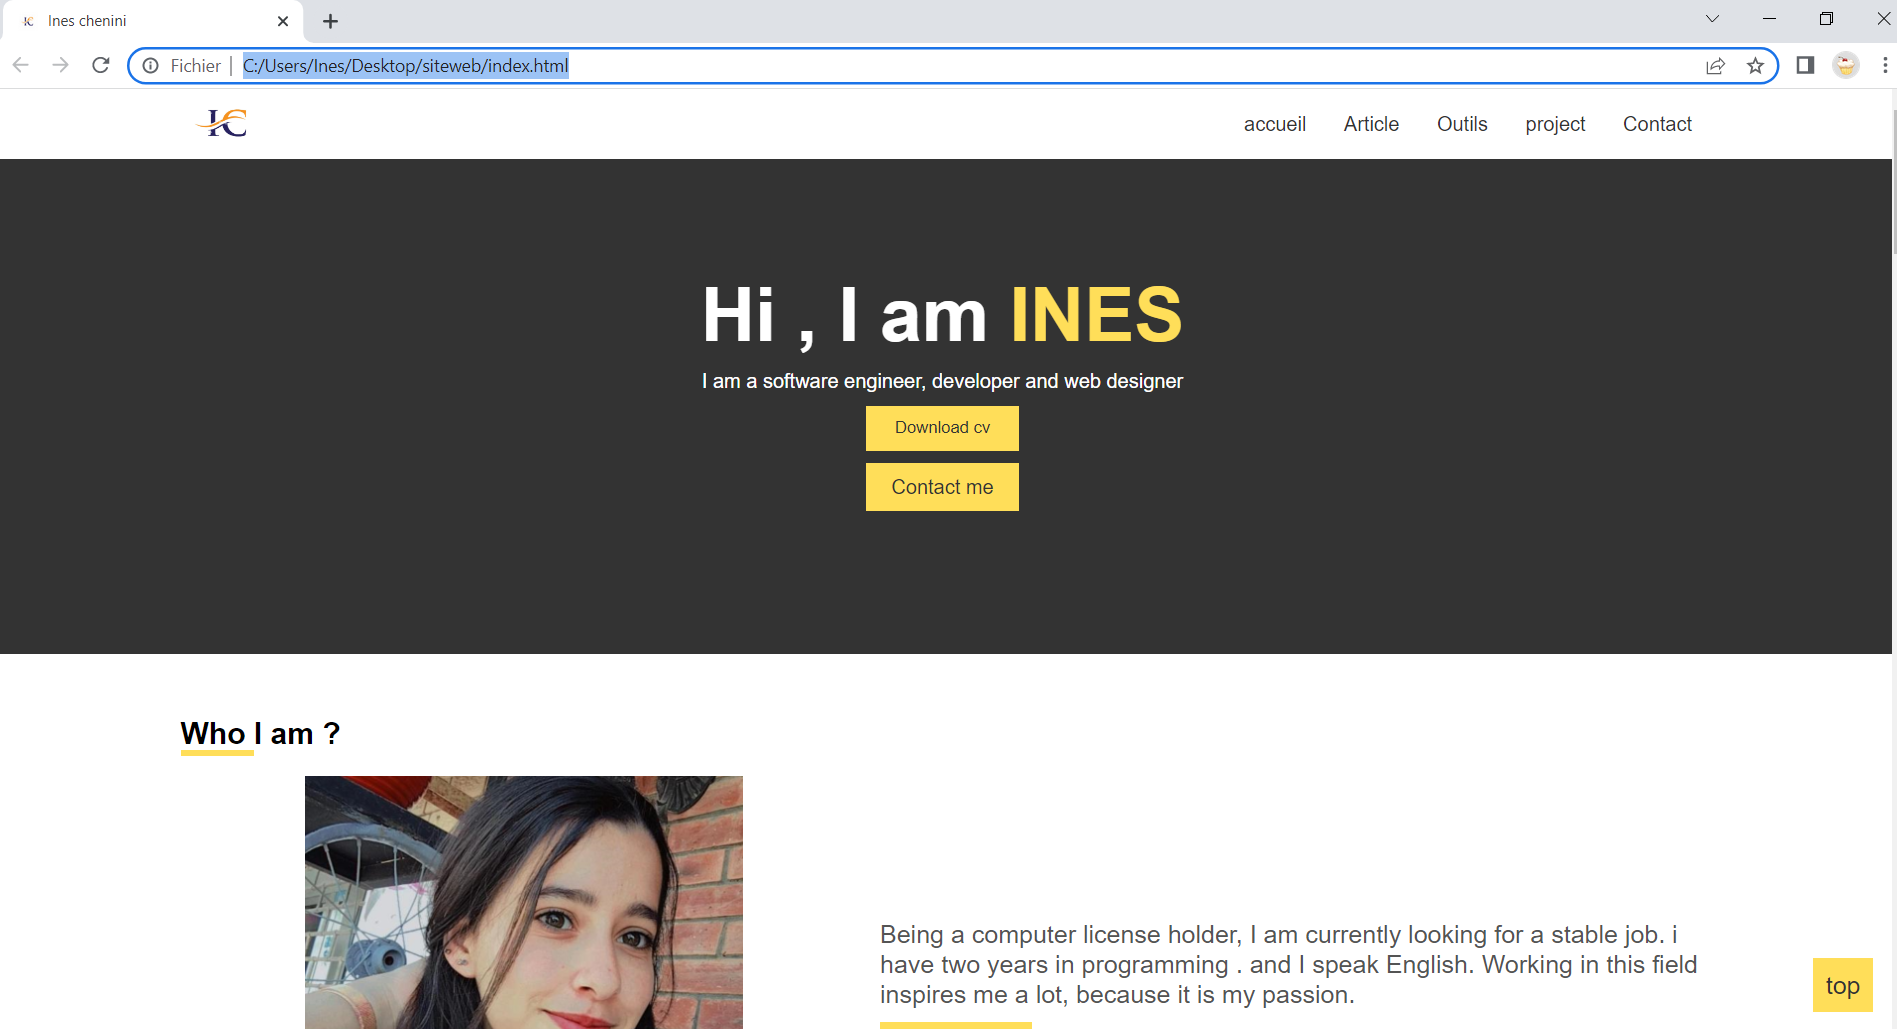 Ines chenini
Fichier | C:/Users/Ines/Desktop/siteweb/index.html
IC
accueil Article Outils project Contact
Hi , I am INES
I am a software engineer, developer and web designer
Download cv
Contact me
Who I am ?
Being a computer license holder, I am currently looking for a stable job. i
have two years in programming . and I speak English. Working in this field
inspires me a lot, because it is my passion.
top